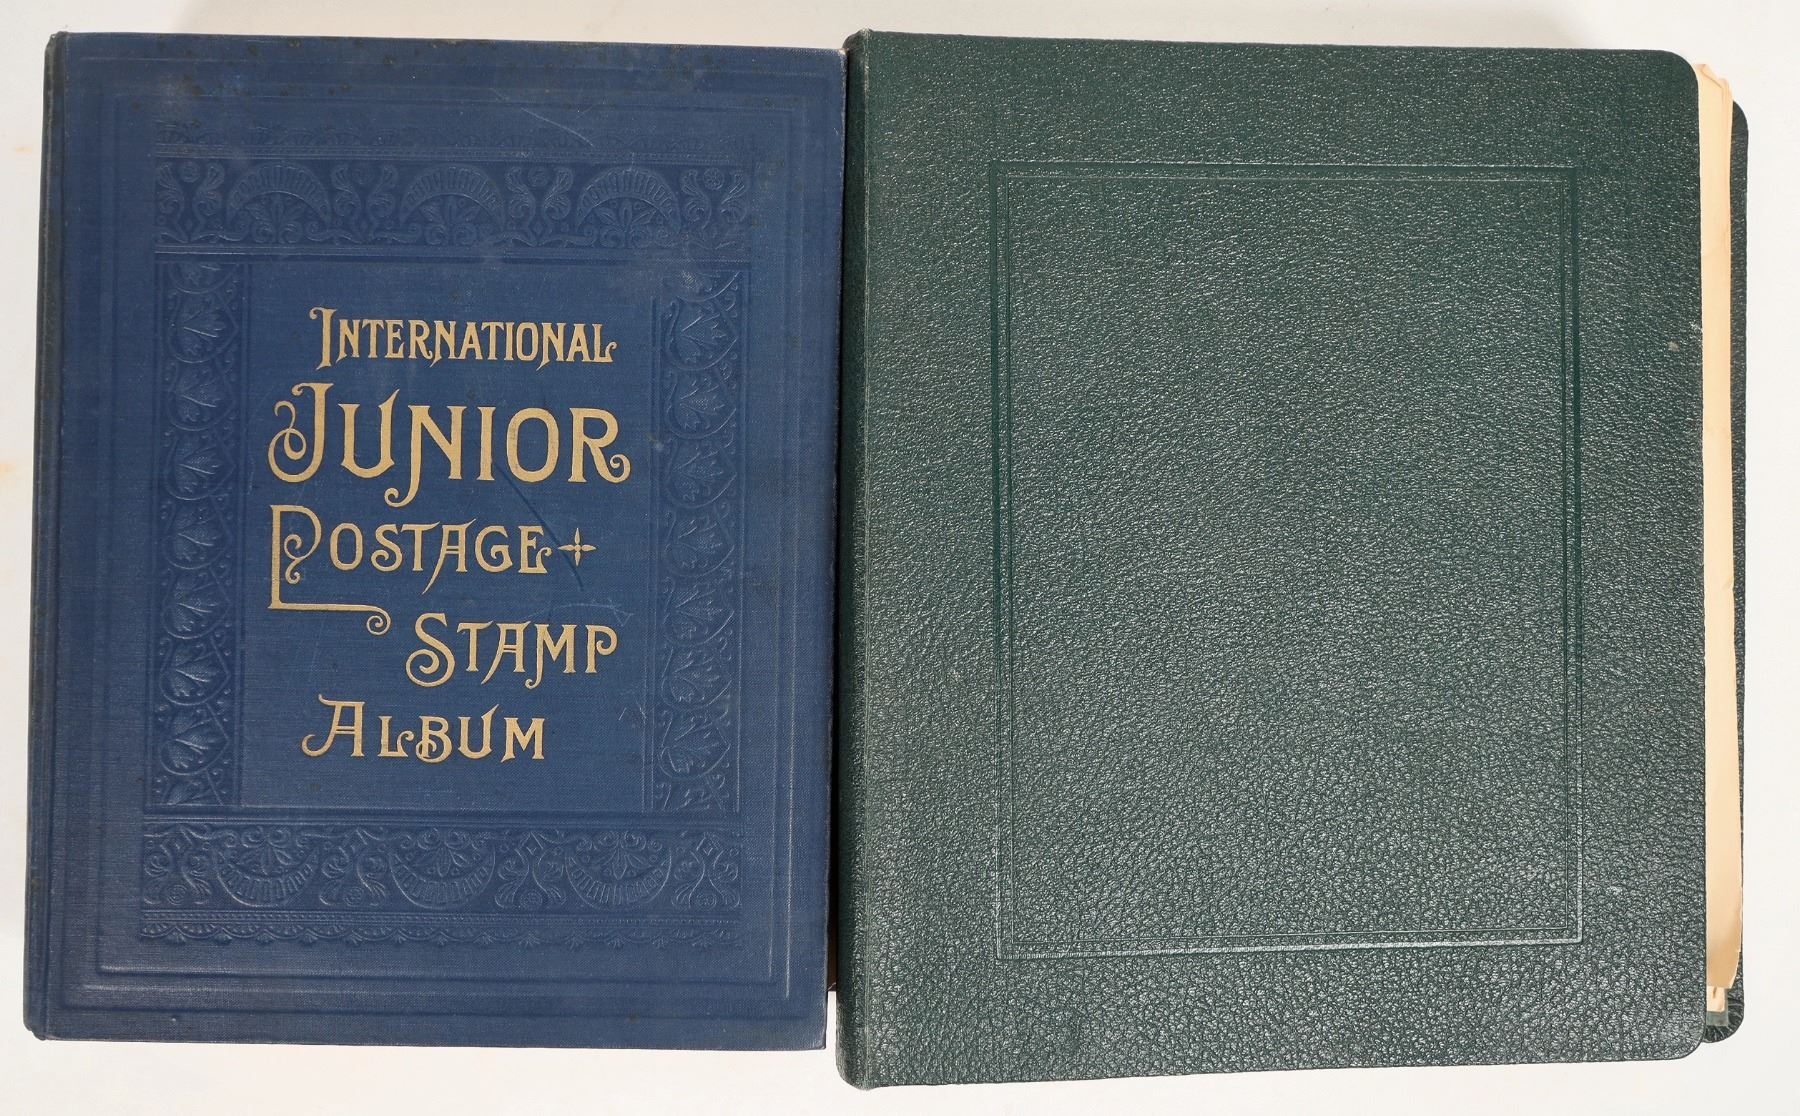 INTERNATIONAL
JUNIOR
POSTAGE
STAMP
ALBUM